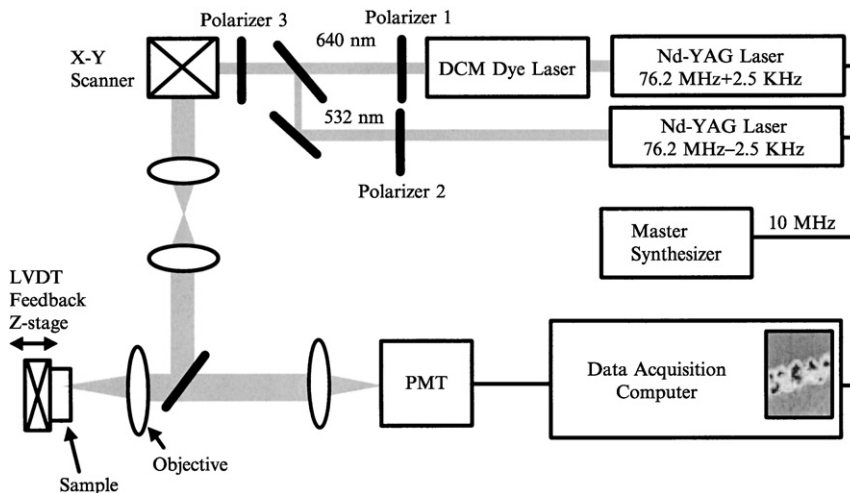 Polarizer 3
Polarizer 1
X-Y
Scanner
640 nm
DCM Dye Laser
Nd-YAG Laser
76.2 MHz+2.5 KHz
532 nm
Nd-YAG Laser
76.2 MHz–2.5 KHz
Polarizer 2
Master
Synthesizer
10 MHz
LVDT
Feedback
Z-stage
PMT
Data Acquisition
Computer
Objective
Sample